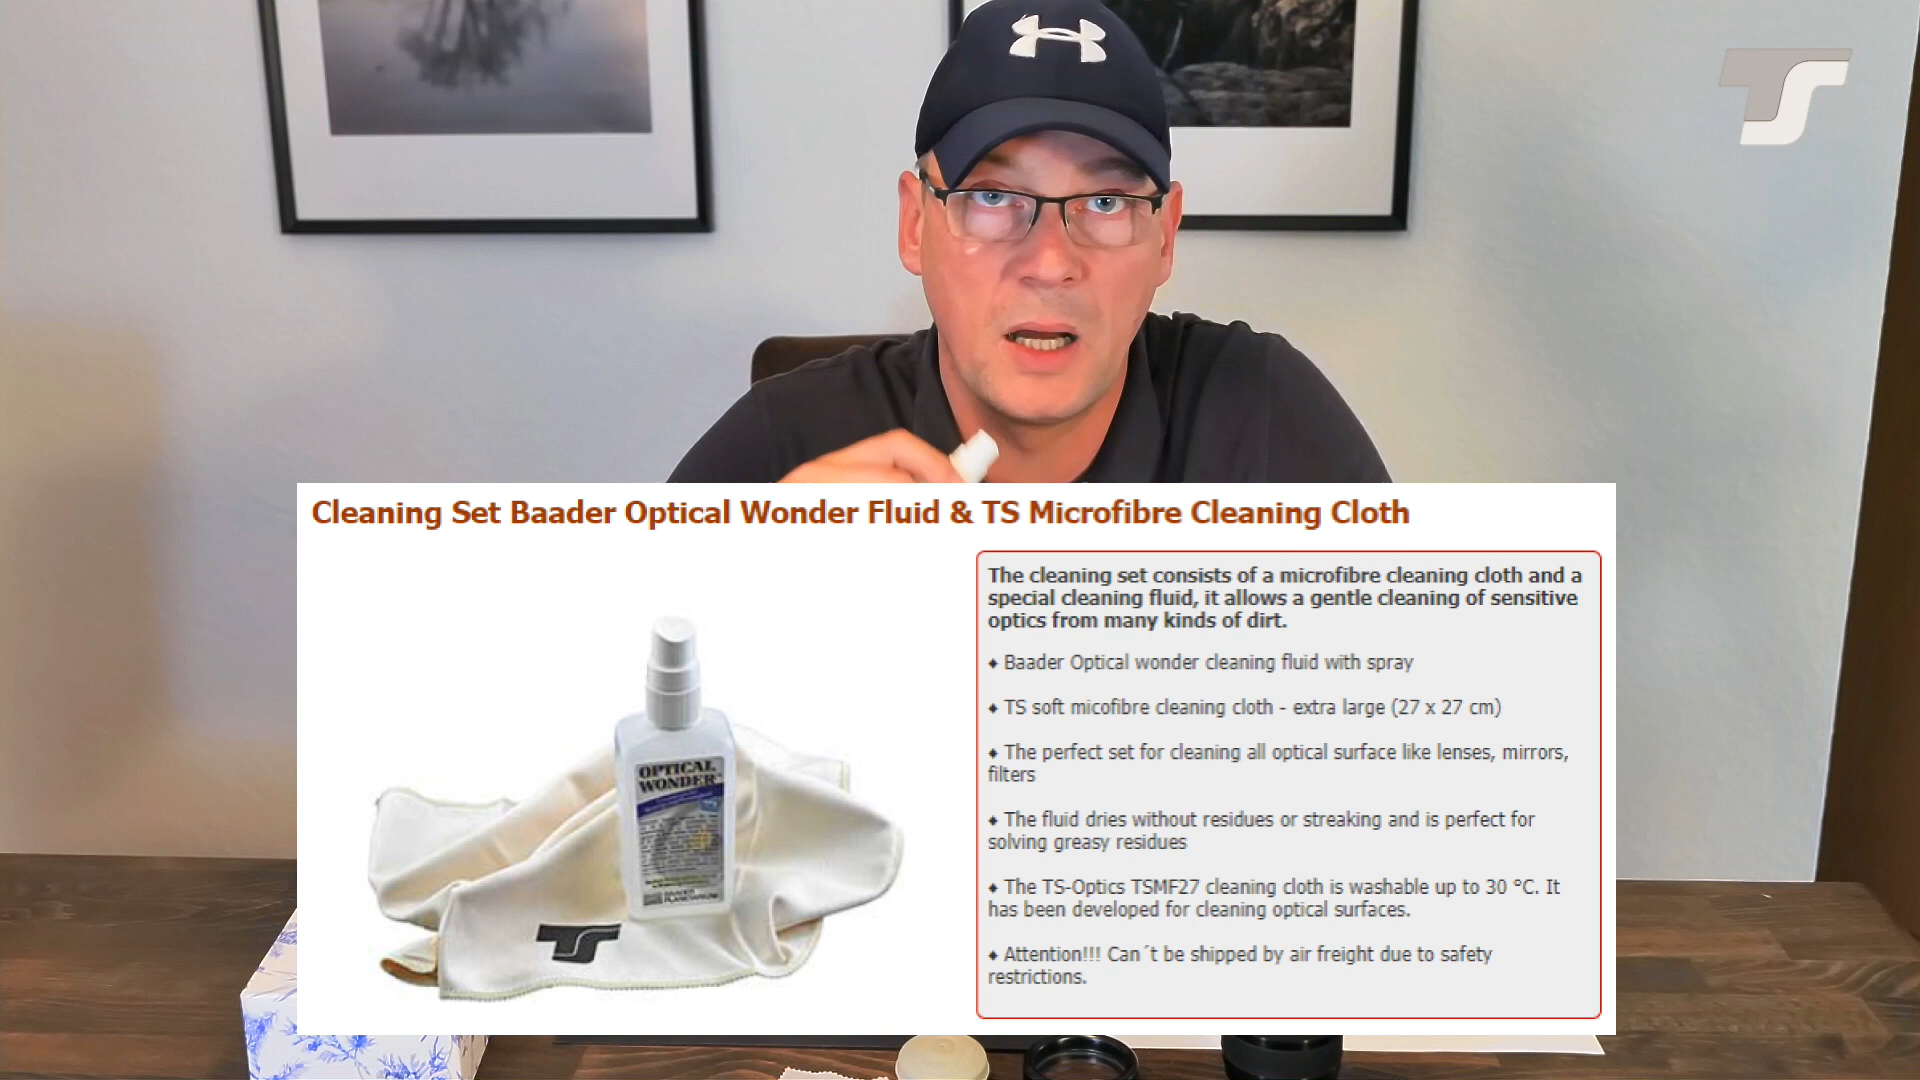 TS
Cleaning Set Baader Optical Wonder Fluid & TS Microfibre Cleaning Cloth
The cleaning set consists of a microfibre cleaning cloth and a
special cleaning fluid, it allows a gentle cleaning of sensitive
optics from many kinds of dirt.
♦ Baader Optical wonder cleaning fluid with spray
♦ TS soft micofibre cleaning cloth - extra large (27 x 27 cm)
♦ The perfect set for cleaning all optical surface like lenses, mirrors,
filters
♦ The fluid dries without residues or streaking and is perfect for
solving greasy residues
♦ The TS-Optics TSMF27 cleaning cloth is washable up to 30 °C. It
has been developed for cleaning optical surfaces.
♦ Attention!!! Can´t be shipped by air freight due to safety
restrictions.
OPTICAL
WONDER
TS